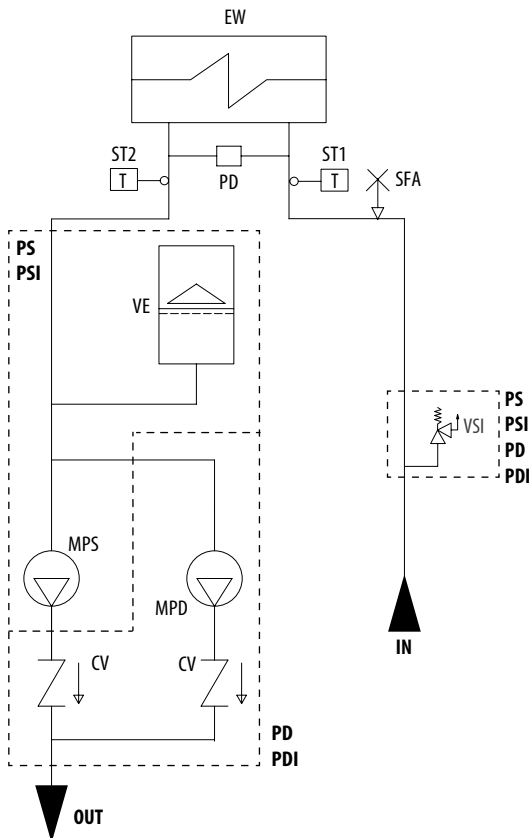 EW
ST2
ST1
T
PD
T
SFA
PS
PSI
VE
PS
PSI
PD
PDI
VSI
MPS
MPD
IN
CV
CV
PD
PDI
OUT